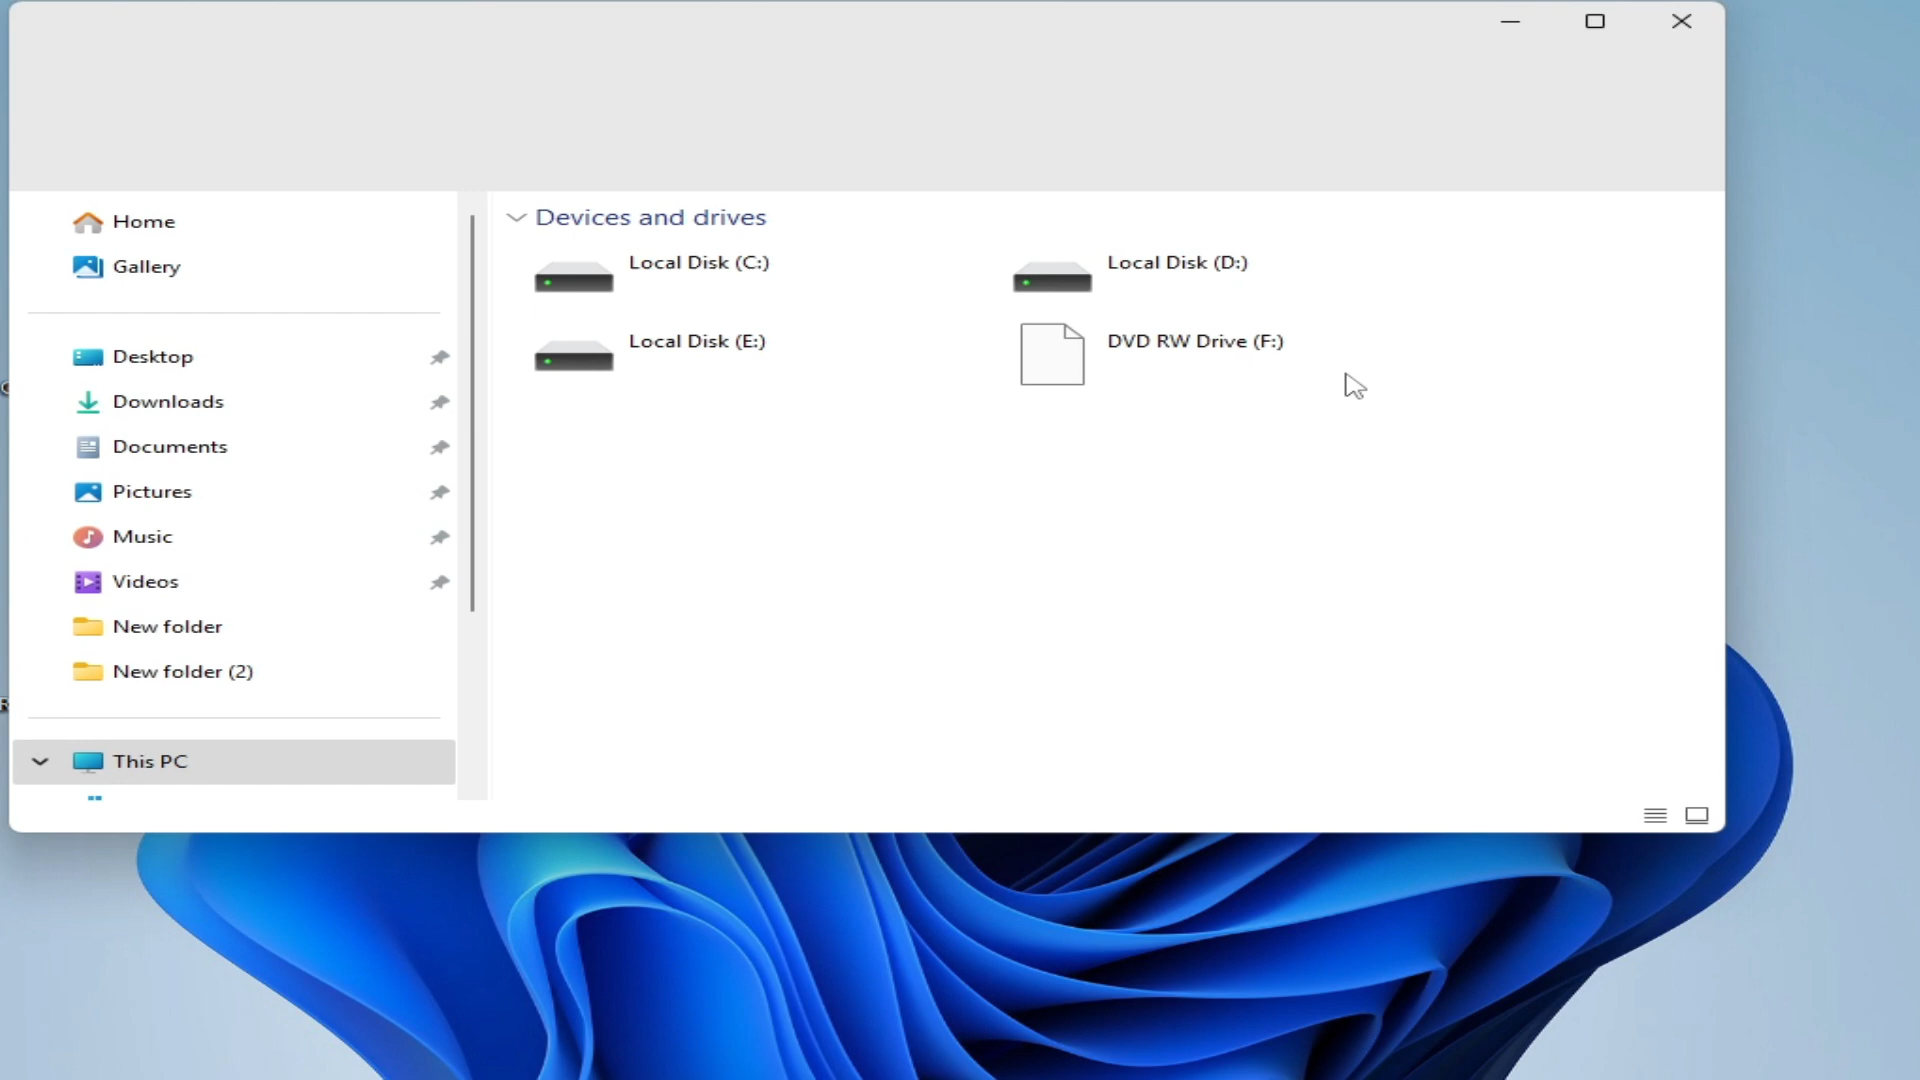 Home
Gallery
Desktop
Downloads
Documents
Pictures
Music
Videos
New folder
New folder (2)
This PC
Devices and drives
Local Disk (C:)
Local Disk (D:)
Local Disk (E:)
DVD RW Drive (F:)